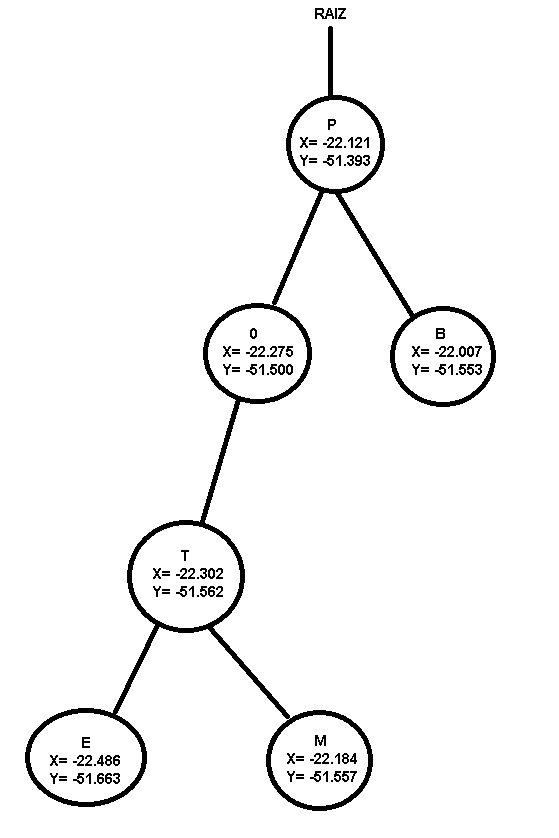 RAIZ
P
X= -22.121
Y= -51.393
0
X= -22.275
Y= -51.500
B
X= -22.007
Y= -51.553
T
X= -22.302
Y= -51.562
E
X= -22.486
Y= -51.663
M
X= -22.184
Y= -51.557